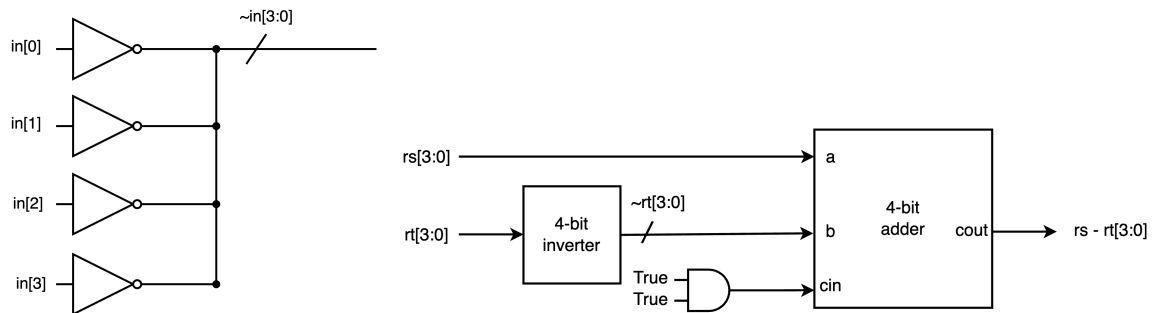 in[0]
~in[3:0]
in[1]
in[2]
in[3]
rs[3:0]
rt[3:0]
4-bit
inverter
~rt[3:0]
True
True
a
b
cin
4-bit
adder
cout
rs - rt[3:0]